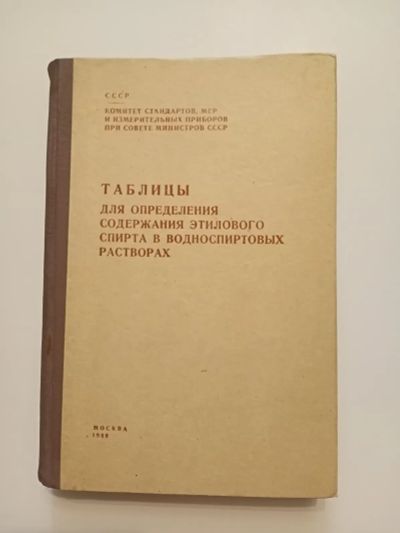 СССР
КОМИТЕТ СТАНДАРТОВ, МЕР
И ИЗМЕРИТЕЛЬНЫХ ПРИБОРОВ
ПРИ СОВЕТЕ МИНИСТРОВ СССР
ТАБЛИЦЫ
ДЛЯ ОПРЕДЕЛЕНИЯ
СОДЕРЖАНИЯ ЭТИЛОВОГО
СПИРТА В ВОДНОСПИРТОВЫХ
РАСТВОРАХ
МОСКВА